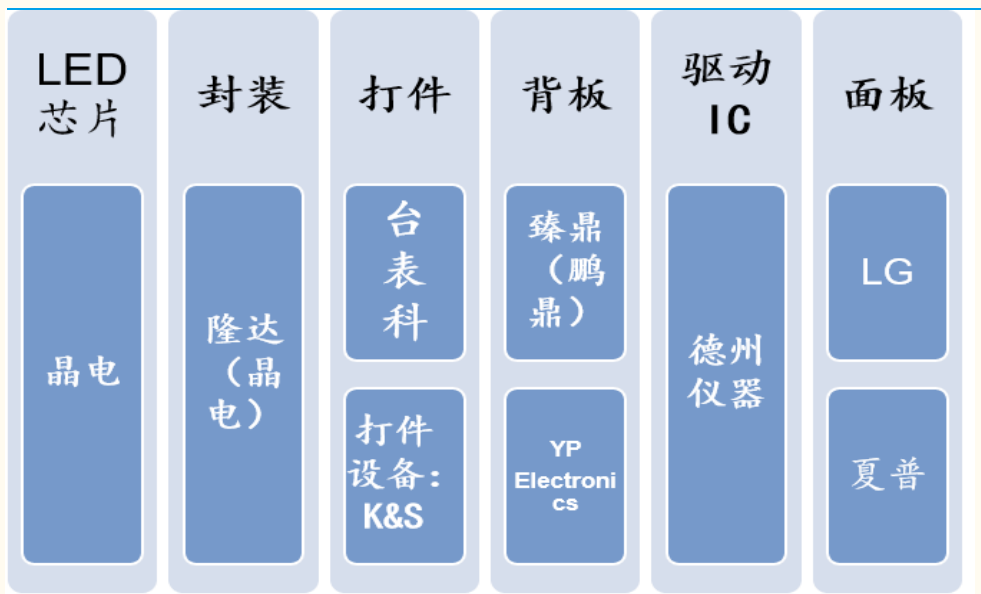 LED
芯片
晶电
封装
隆达
（晶
电）
打件
台
表
科
打件
设备：
K&S
背板
臻鼎
（鹏
鼎）
YP
Electroni
cs
驱动
IC
德州
仪器
面板
LG
夏普